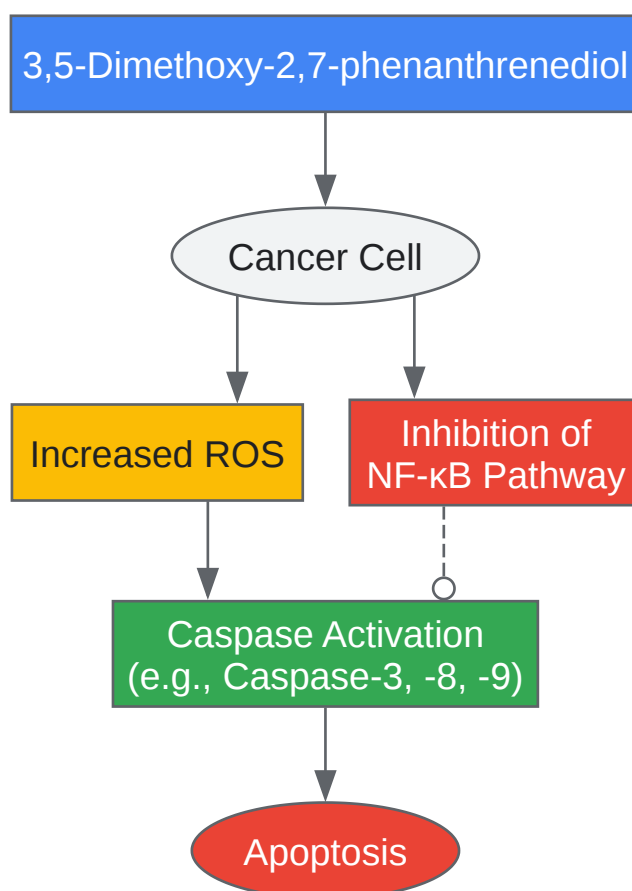 3,5-Dimethoxy-2,7-phenanthrenediol
Cancer Cell
Increased ROS
Inhibition of
NF-κB Pathway
Caspase Activation
(e.g., Caspase-3, -8, -9)
Apoptosis